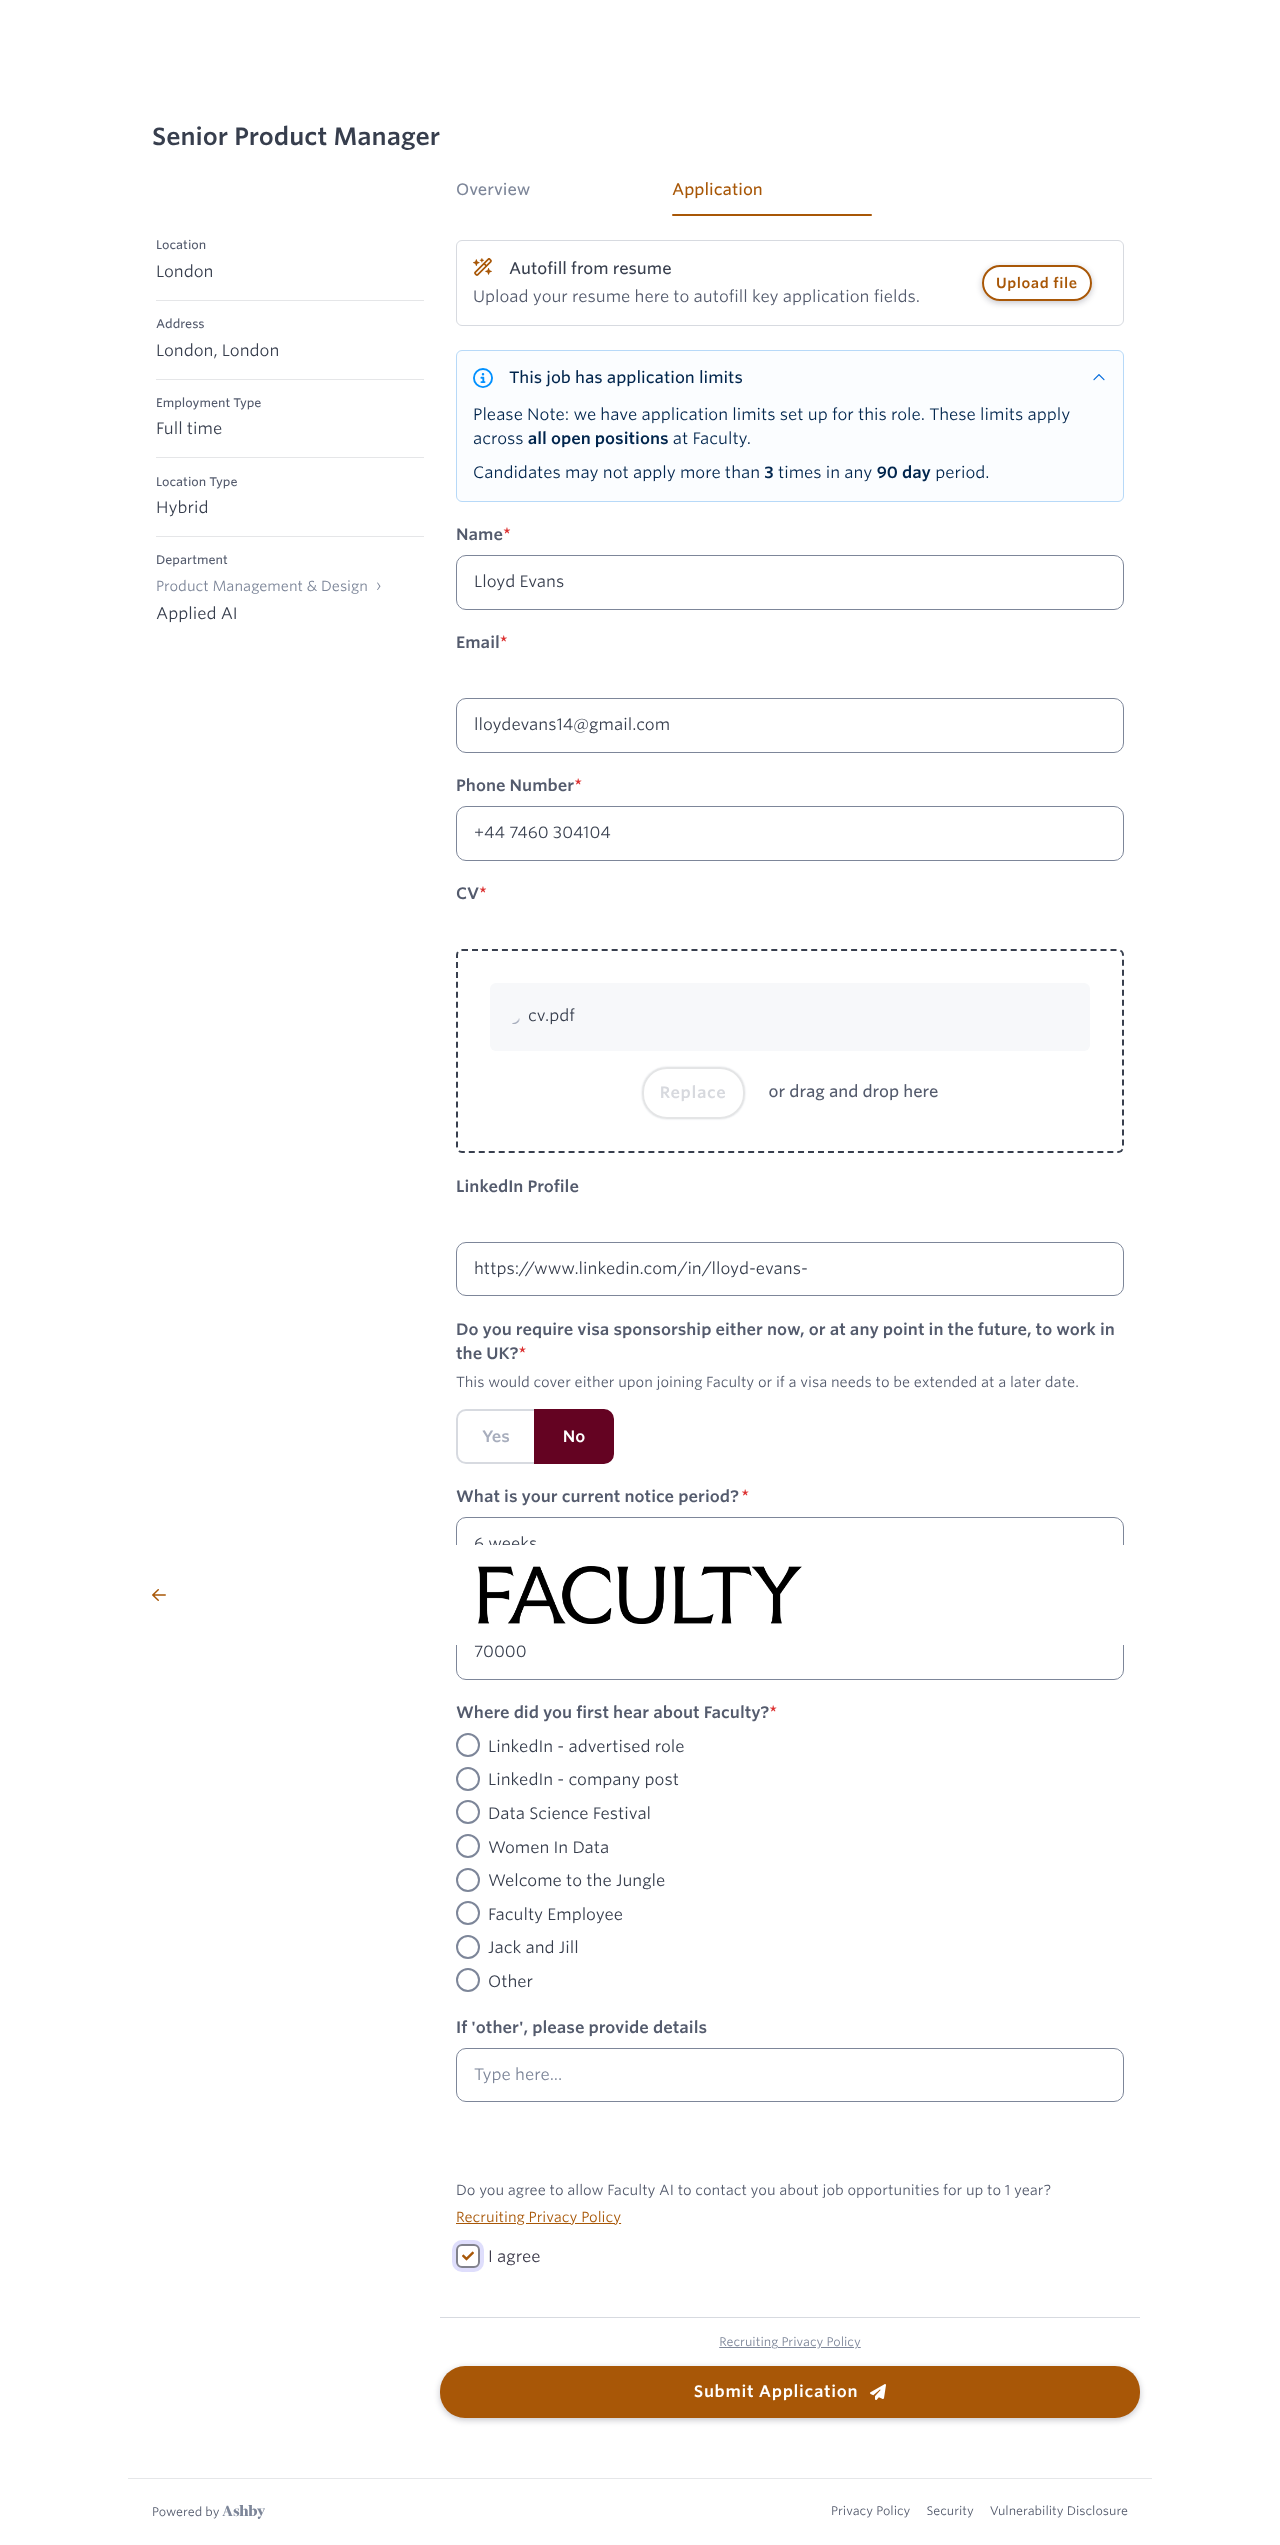 Senior Product Manager
Overview
Application
Location
London
Address
London, London
Employment Type
Full time
Location Type
Hybrid
Department
Product Management & Design ›
Applied AI
Autofill from resume
Upload your resume here to autofill key application fields.
Upload file
This job has application limits
Please Note: we have application limits set up for this role. These limits apply
across all open positions at Faculty.
Candidates may not apply more than 3 times in any 90 day period.
Name*
Lloyd Evans
Email*
lloydevans14@gmail.com
Phone Number*
+44 7460 304104
CV*
cv.pdf
Replace
or drag and drop here
LinkedIn Profile
https://www.linkedin.com/in/lloyd-evans-
Do you require visa sponsorship either now, or at any point in the future, to work in
the UK?*
This would cover either upon joining Faculty or if a visa needs to be extended at a later date.
Yes
No
What is your current notice period? *
6 weeks
FACULTY
70000
Where did you first hear about Faculty?*
LinkedIn - advertised role
LinkedIn - company post
Data Science Festival
Women In Data
Welcome to the Jungle
Faculty Employee
Jack and Jill
Other
If 'other', please provide details
Type here...
Do you agree to allow Faculty AI to contact you about job opportunities for up to 1 year?
Recruiting Privacy Policy
I agree
Recruiting Privacy Policy
Submit Application
Powered by Ashby
Privacy Policy
Security
Vulnerability Disclosure